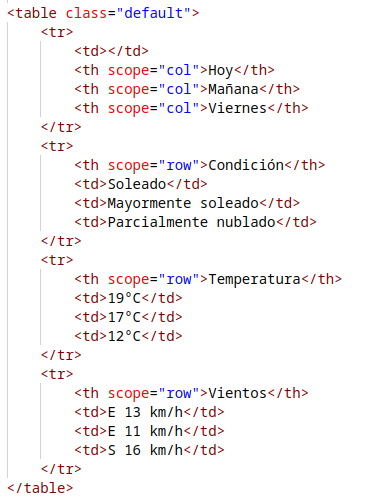 <table class="default">
    <tr>
        <td></td>
        <th scope="col">Hoy</th>
        <th scope="col">Mañana</th>
        <th scope="col">Viernes</th>
    </tr>
    <tr>
        <th scope="row">Condición</th>
        <td>Soleado</td>
        <td>Mayormente soleado</td>
        <td>Parcialmente nublado</td>
    </tr>
    <tr>
        <th scope="row">Temperatura</th>
        <td>19°C</td>
        <td>17°C</td>
        <td>12°C</td>
    </tr>
    <tr>
        <th scope="row">Vientos</th>
        <td>E 13 km/h</td>
        <td>E 11 km/h</td>
        <td>S 16 km/h</td>
    </tr>
</table>